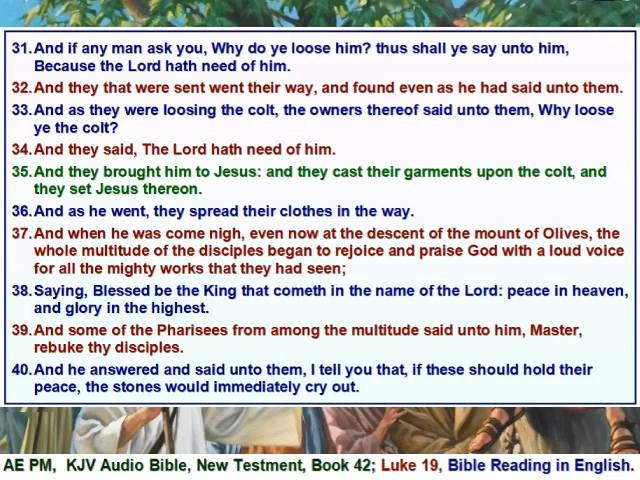 31.And if any man ask you, Why do ye loose him? thus shall ye say unto him,
Because the Lord hath need of him.
32.And they that were sent went their way, and found even as he had said unto them.
33.And as they were loosing the colt, the owners thereof said unto them, Why loose
ye the colt?
34.And they said, The Lord hath need of him.
35.And they brought him to Jesus: and they cast their garments upon the colt, and
they set Jesus thereon.
36.And as he went, they spread their clothes in the way.
37.And when he was come nigh, even now at the descent of the mount of Olives, the
whole multitude of the disciples began to rejoice and praise God with a loud voice
for all the mighty works that they had seen;
38.Saying, Blessed be the King that cometh in the name of the Lord: peace in heaven,
and glory in the highest.
39.And some of the Pharisees from among the multitude said unto him, Master,
rebuke thy disciples.
40.And he answered and said unto them, I tell you that, if these should hold their
peace, the stones would immediately cry out.
AE PM, KJV Audio Bible, New Testment, Book 42; Luke 19, Bible Reading in English.